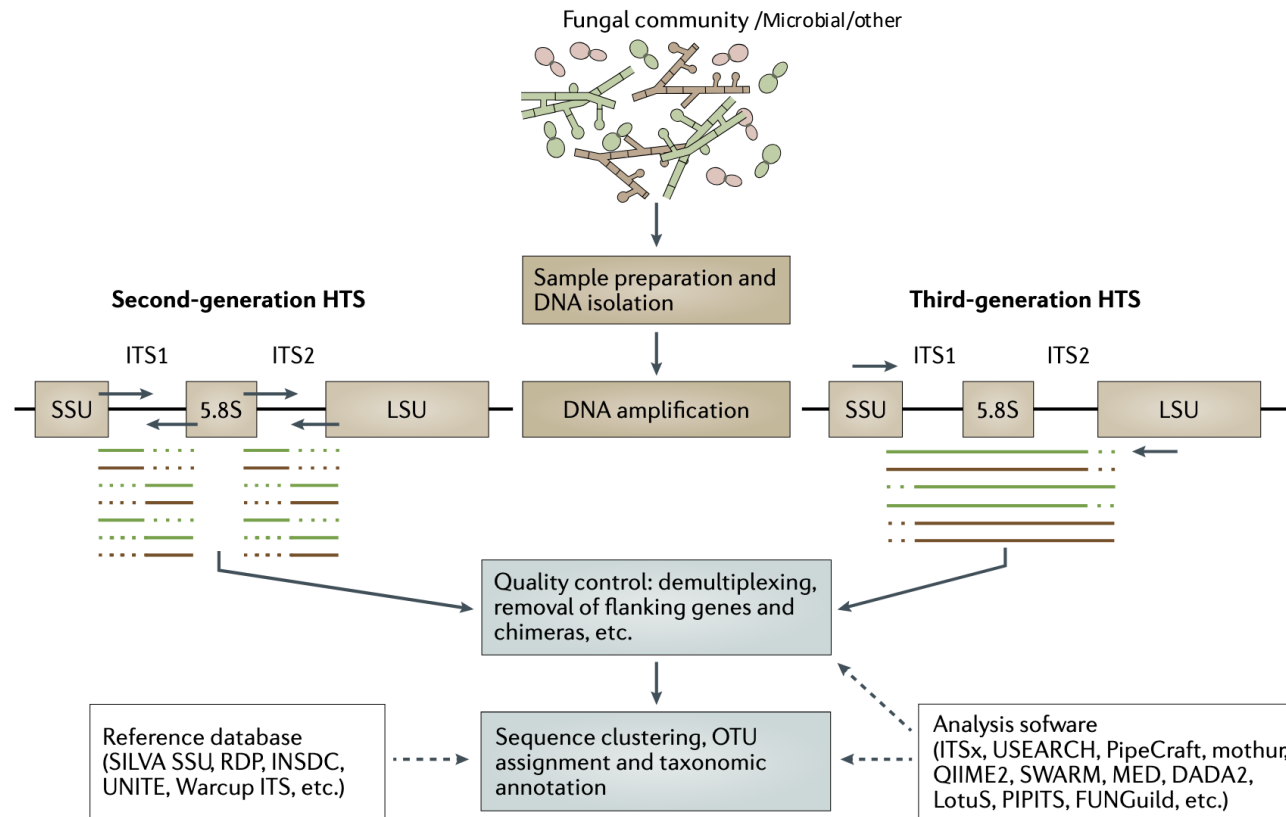 Fungal community /Microbial/other
Sample preparation and
DNA isolation
Second-generation HTS
Third-generation HTS
ITS1
ITS2
ITS1
ITS2
SSU
5.8S
LSU
DNA amplification
SSU
5.8S
LSU
Quality control: demultiplexing,
removal of flanking genes and
chimeras, etc.
Reference database
(SILVA SSU, RDP, INSDC,
UNITE, Warcup ITS, etc.)
Sequence clustering, OTU
assignment and taxonomic
annotation
Analysis sofware
(ITSx, USEARCH, PipeCraft, mothur,
QIIME2, SWARM, MED, DADA2,
LotuS, PIPITS, FUNGuild, etc.)